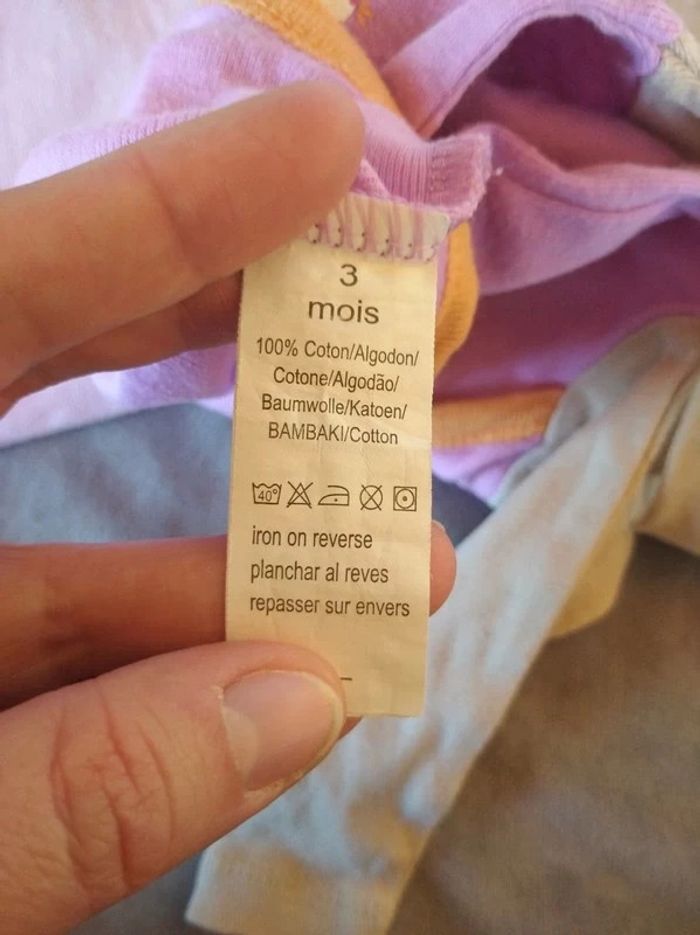 3
mois
100% Coton/Algodon/
Cotone/Algodão/
Baumwolle/Katoen/
BAMBAKI/Cotton
40°
iron on reverse
planchar al reves
repasser sur envers